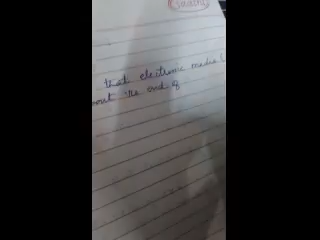 that electronic media
out the end of